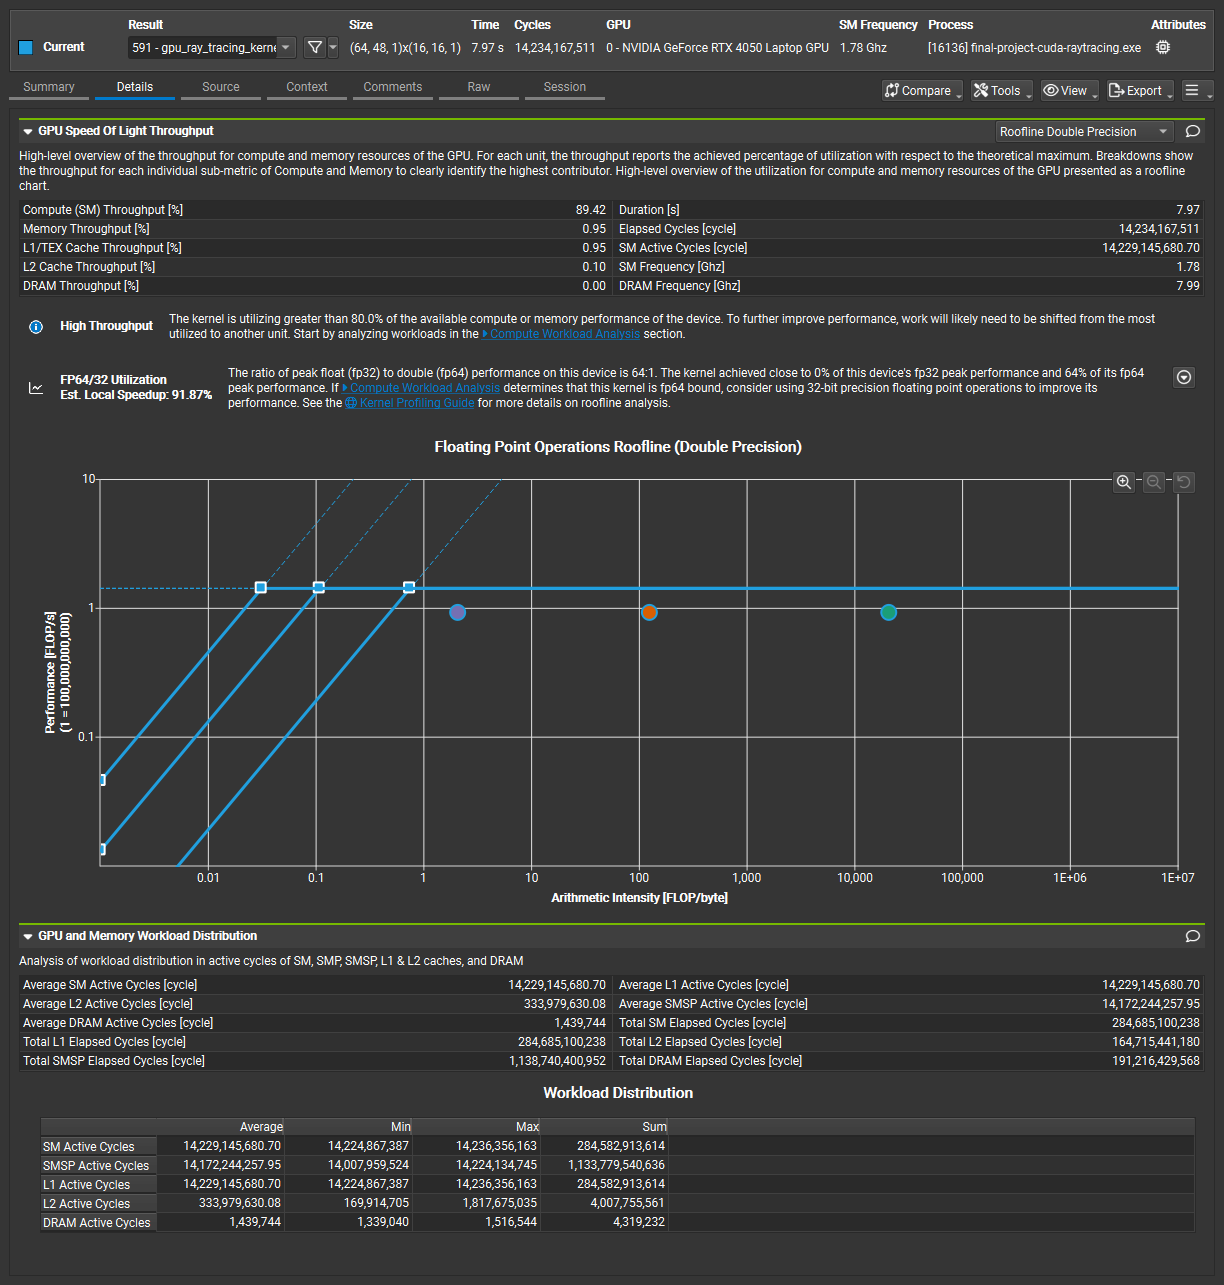 Result Size Time Cycles GPU SM Frequency Process Attributes
Current 591 - gpu_ray_tracing_kerne (64, 48, 1)x(16, 16, 1) 7.97 s 14,234,167,511 0 - NVIDIA GeForce RTX 4050 Laptop GPU 1.78 Ghz [16136] final-project-cuda-raytracing.exe
Summary Details Source Context Comments Raw Session Compare Tools View Export
GPU Speed Of Light Throughput Roofline Double Precision
High-level overview of the throughput for compute and memory resources of the GPU. For each unit, the throughput reports the achieved percentage of utilization with respect to the theoretical maximum. Breakdowns show
the throughput for each individual sub-metric of Compute and Memory to clearly identify the highest contributor. High-level overview of the utilization for compute and memory resources of the GPU presented as a roofline
chart.
Compute (SM) Throughput [%] 89.42 Duration [s] 7.97
Memory Throughput [%] 0.95 Elapsed Cycles [cycle] 14,234,167,511
L1/TEX Cache Throughput [%] 0.95 SM Active Cycles [cycle] 14,229,145,680.70
L2 Cache Throughput [%] 0.10 SM Frequency [Ghz] 1.78
DRAM Throughput [%] 0.00 DRAM Frequency [Ghz] 7.99
High Throughput The kernel is utilizing greater than 80.0% of the available compute or memory performance of the device. To further improve performance, work will likely need to be shifted from the most
utilized to another unit. Start by analyzing workloads in the Compute Workload Analysis section.
FP64/32 Utilization
Est. Local Speedup: 91.87%
The ratio of peak float (fp32) to double (fp64) performance on this device is 64:1. The kernel achieved close to 0% of this device's fp32 peak performance and 64% of its fp64
peak performance. If Compute Workload Analysis determines that this kernel is fp64 bound, consider using 32-bit precision floating point operations to improve its
performance. See the Kernel Profiling Guide for more details on roofline analysis.
Floating Point Operations Roofline (Double Precision)
10
1
0.1
Performance [FLOP/s]
(1 = 100,000,000,000)
0.01 0.1 1 10 100 1,000 10,000 100,000 1E+06 1E+07
Arithmetic Intensity [FLOP/byte]
GPU and Memory Workload Distribution
Analysis of workload distribution in active cycles of SM, SMP, SMSP, L1 & L2 caches, and DRAM
Average SM Active Cycles [cycle] 14,229,145,680.70 Average L1 Active Cycles [cycle] 14,229,145,680.70
Average L2 Active Cycles [cycle] 333,979,630.08 Average SMSP Active Cycles [cycle] 14,172,244,257.95
Average DRAM Active Cycles [cycle] 1,439,744 Total SM Elapsed Cycles [cycle] 284,685,100,238
Total L1 Elapsed Cycles [cycle] 284,685,100,238 Total L2 Elapsed Cycles [cycle] 164,715,441,180
Total SMSP Elapsed Cycles [cycle] 1,138,740,400,952 Total DRAM Elapsed Cycles [cycle] 191,216,429,568
Workload Distribution
Average Min Max Sum
SM Active Cycles 14,229,145,680.70 14,224,867,387 14,236,356,163 284,582,913,614
SMSP Active Cycles 14,172,244,257.95 14,007,959,524 14,224,134,745 1,133,779,540,636
L1 Active Cycles 14,229,145,680.70 14,224,867,387 14,236,356,163 284,582,913,614
L2 Active Cycles 333,979,630.08 169,914,705 1,817,675,035 4,007,755,561
DRAM Active Cycles 1,439,744 1,339,040 1,516,544 4,319,232